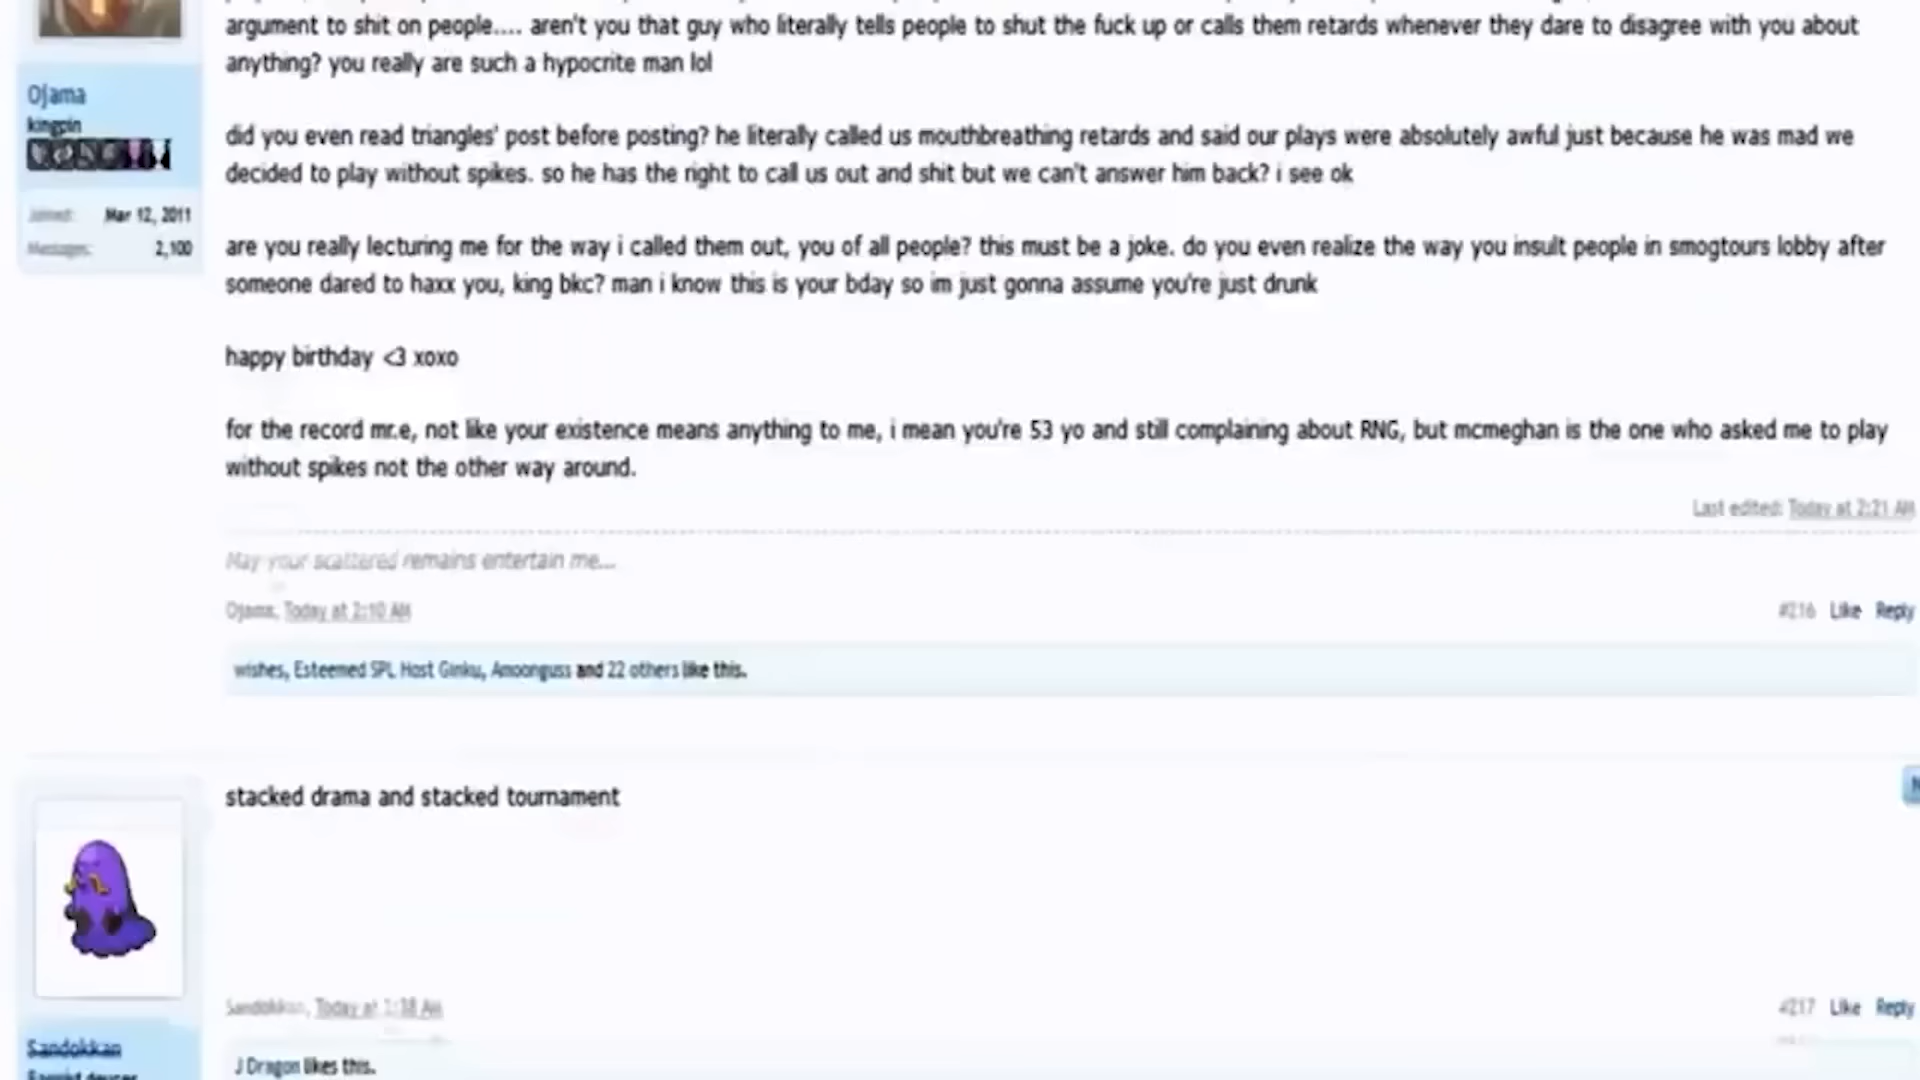 argument to shit on people.... aren't you that guy who literally tells people to shut the fuck up or calls them retards whenever they dare to disagree with you about
anything? you really are such a hypocrite man lol
Ojama
kingpin
did you even read triangles' post before posting? he literally called us mouthbreathing retards and said our plays were absolutely awful just because he was mad we
decided to play without spikes. so he has the right to call us out and shit but we can't answer him back? i see ok
Joined: Mar 12, 2011
Messages: 2,100
are you really lecturing me for the way i called them out, you of all people? this must be a joke. do you even realize the way you insult people in smogtours lobby after
someone dared to haxx you, king bkc? man i know this is your bday so im just gonna assume you're just drunk
happy birthday <3 xoxo
for the record mr.e, not like your existence means anything to me, i mean you're 53 yo and still complaining about RNG, but mcmeghan is the one who asked me to play
without spikes not the other way around.
Last edited: Today at 2:21 AM
May your scattered remains entertain me...
Ojama, Today at 2:10 AM
#216 Like Reply
wishes, Esteemed SPL Host Ginku, Amoonguss and 22 others like this.
stacked drama and stacked tournament
Sandokkan, Today at AM
#217 Like Reply
Sandokkan
J Dragon likes this.